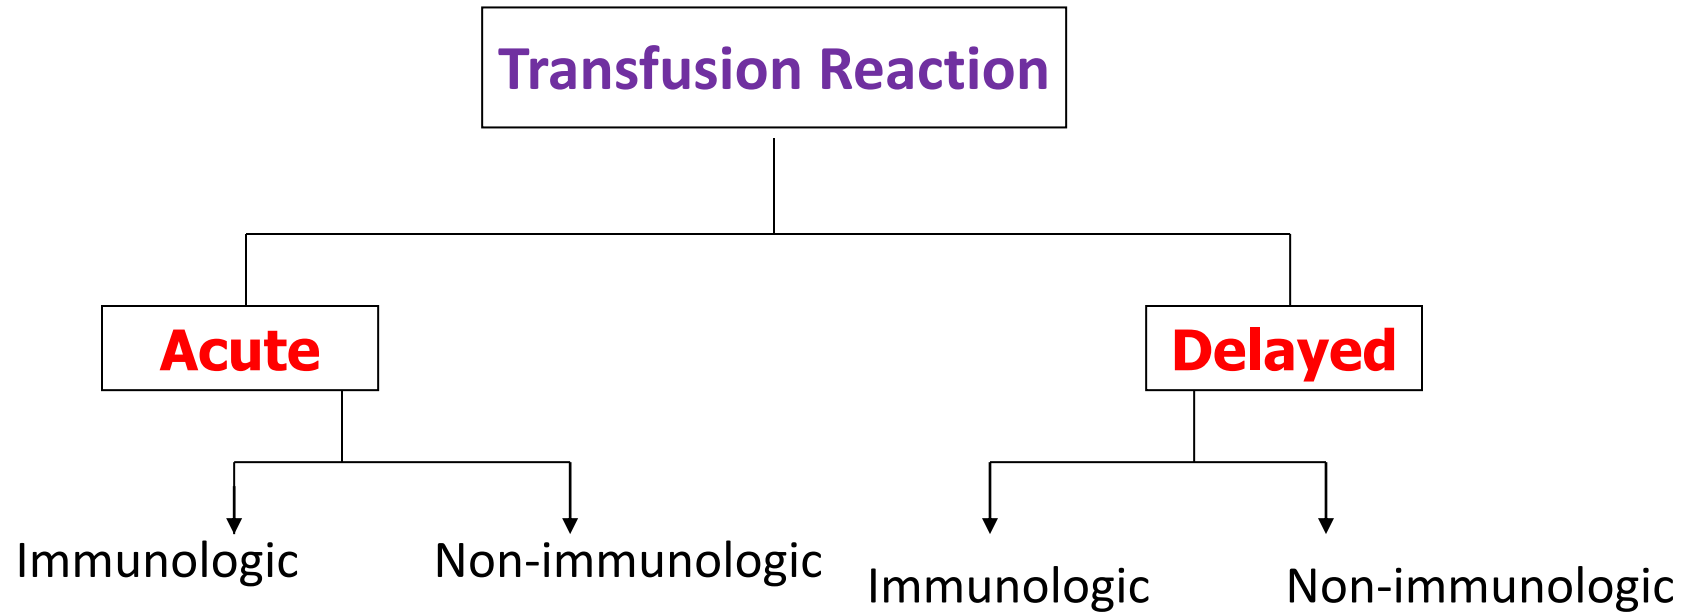 Transfusion Reaction
Acute
Delayed
Immunologic
Non-immunologic
Immunologic
Non-immunologic